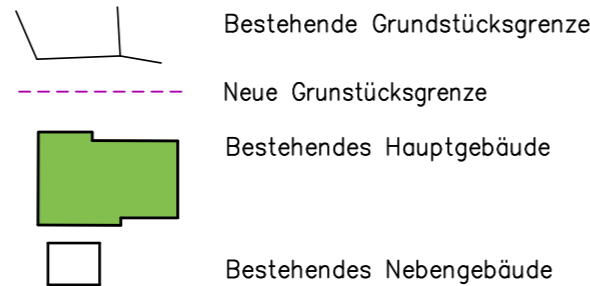 Bestehende Grundstücksgrenze
Neue Grunstücksgrenze
Bestehendes Hauptgebäude
Bestehendes Nebengebäude